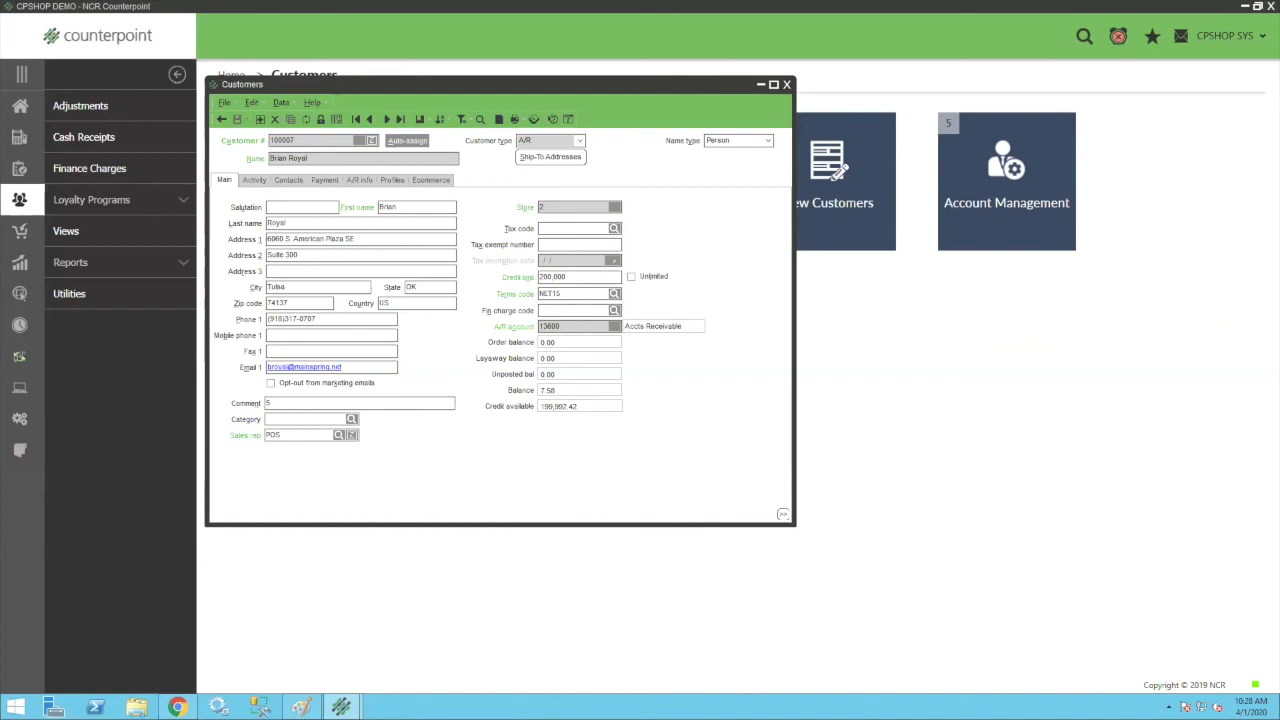 CPSHOP DEMO - NCR Counterpoint
counterpoint
CPSHOP SYS
Home > Customers
Adjustments
Cash Receipts
Finance Charges
Loyalty Programs
Views
Reports
Utilities
Customers
File Edit Data Help
Customer # 100007 Auto-assign Customer type A/R Name type Person
Name Brian Royal Ship-To Addresses
Main Activity Contacts Payment A/R info Profiles Ecommerce
Salutation First name Brian
Last name Royal
Address 1 6060 S. American Plaza SE
Address 2 Suite 300
Address 3
City Tulsa State OK
Zip code 74137 Country US
Phone 1 (918)317-0707
Mobile phone 1
Fax 1
Email 1 broyal@mainspring.net
Opt-out from marketing emails
Comment 5
Category
Sales rep POS
Store 2
Tax code
Tax exempt number
Tax exemption date / /
Credit limit 200,000 Unlimited
Terms code NET15
Fin charge code
A/R account 13600 Accts Receivable
Order balance 0.00
Layaway balance 0.00
Unposted bal 0.00
Balance 7.58
Credit available 199,992.42
>>
ew Customers
5
Account Management
Copyright © 2019 NCR
10:28 AM
4/1/2020